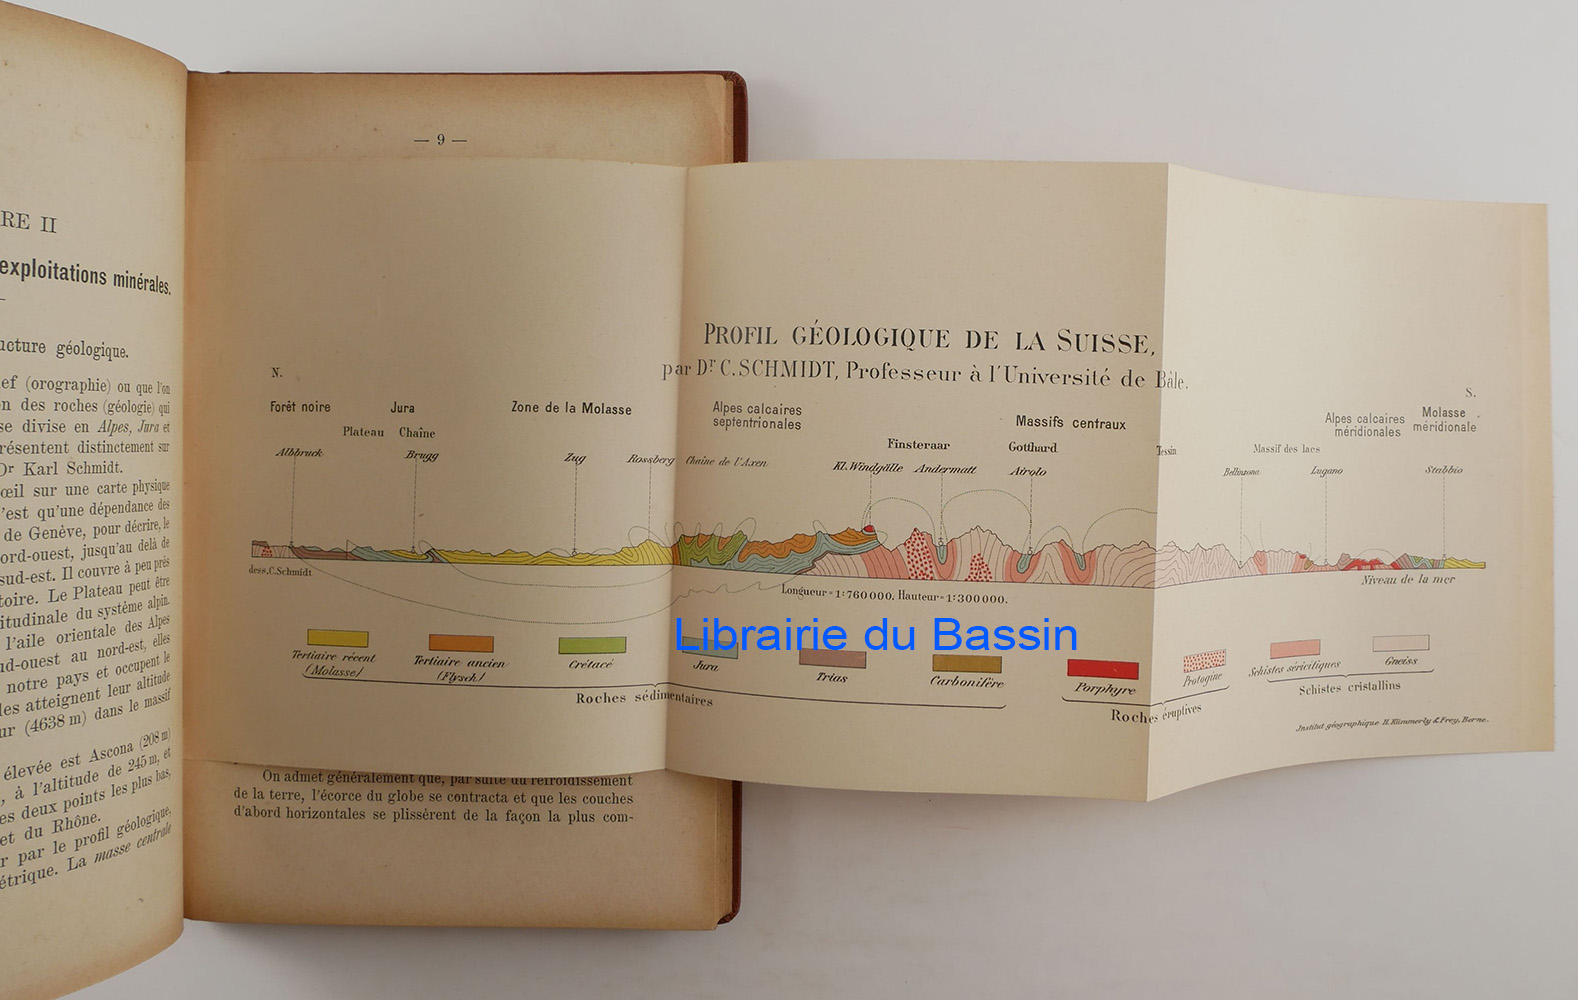 RE II
exploitations minérales.
ucture géologique.
ef (orographie) ou que l'on
n des roches (géologie) qui
se divise en Alpes, Jura et
résentent distinctement sur
Dr Karl Schmidt.
œil sur une carte physique
'est qu'une dépendance des
de Genève, pour décrire, le
ord-ouest, jusqu'au delà de
sud-est. Il couvre à peu près
toire. Le Plateau peut être
itudinale du système alpin.
l'aile orientale des Alpes
ud-ouest au nord-est, elles
notre pays et occupent le
les atteignent leur altitude
ur (4638 m) dans le massif
élevée est Ascona (208 m)
, à l'altitude de 245 m, et
es deux points les plus bas,
et du Rhône.
r par le profil géologique,
étrique. La masse centrale
— 9 —
PROFIL GÉOLOGIQUE DE LA SUISSE,
par Dr C. SCHMIDT, Professeur à l'Université de Bâle.
N.
S.
Forêt noire
Jura
Zone de la Molasse
Alpes calcaires
septentrionales
Massifs centraux
Alpes calcaires
méridionales
Molasse
méridionale
Plateau
Chaîne
Finsteraar
Gotthard
Tessin
Massif des lacs
Albbruck
Brugg
Zug
Rossberg
Chaîne de l'Axen
Kl. Windgälle
Andermatt
Airolo
Bellinzona
Lugano
Stabbio
dess. C. Schmidt
Niveau de la mer
Longueur = 1:760000. Hauteur = 1:300000.
Librairie du Bassin
Tertiaire récent
(Molasse)
Tertiaire ancien
(Flysch)
Crétacé
Jura
Trias
Carbonifère
Porphyre
Protogine
Schistes séricitiques
Gneiss
Roches sédimentaires
Roches éruptives
Schistes cristallins
Institut géographique H. Kümmerly & Frey, Berne.
On admet généralement que, par suite du refroidissement
de la terre, l'écorce du globe se contracta et que les couches
d'abord horizontales se plissèrent de la façon la plus com-